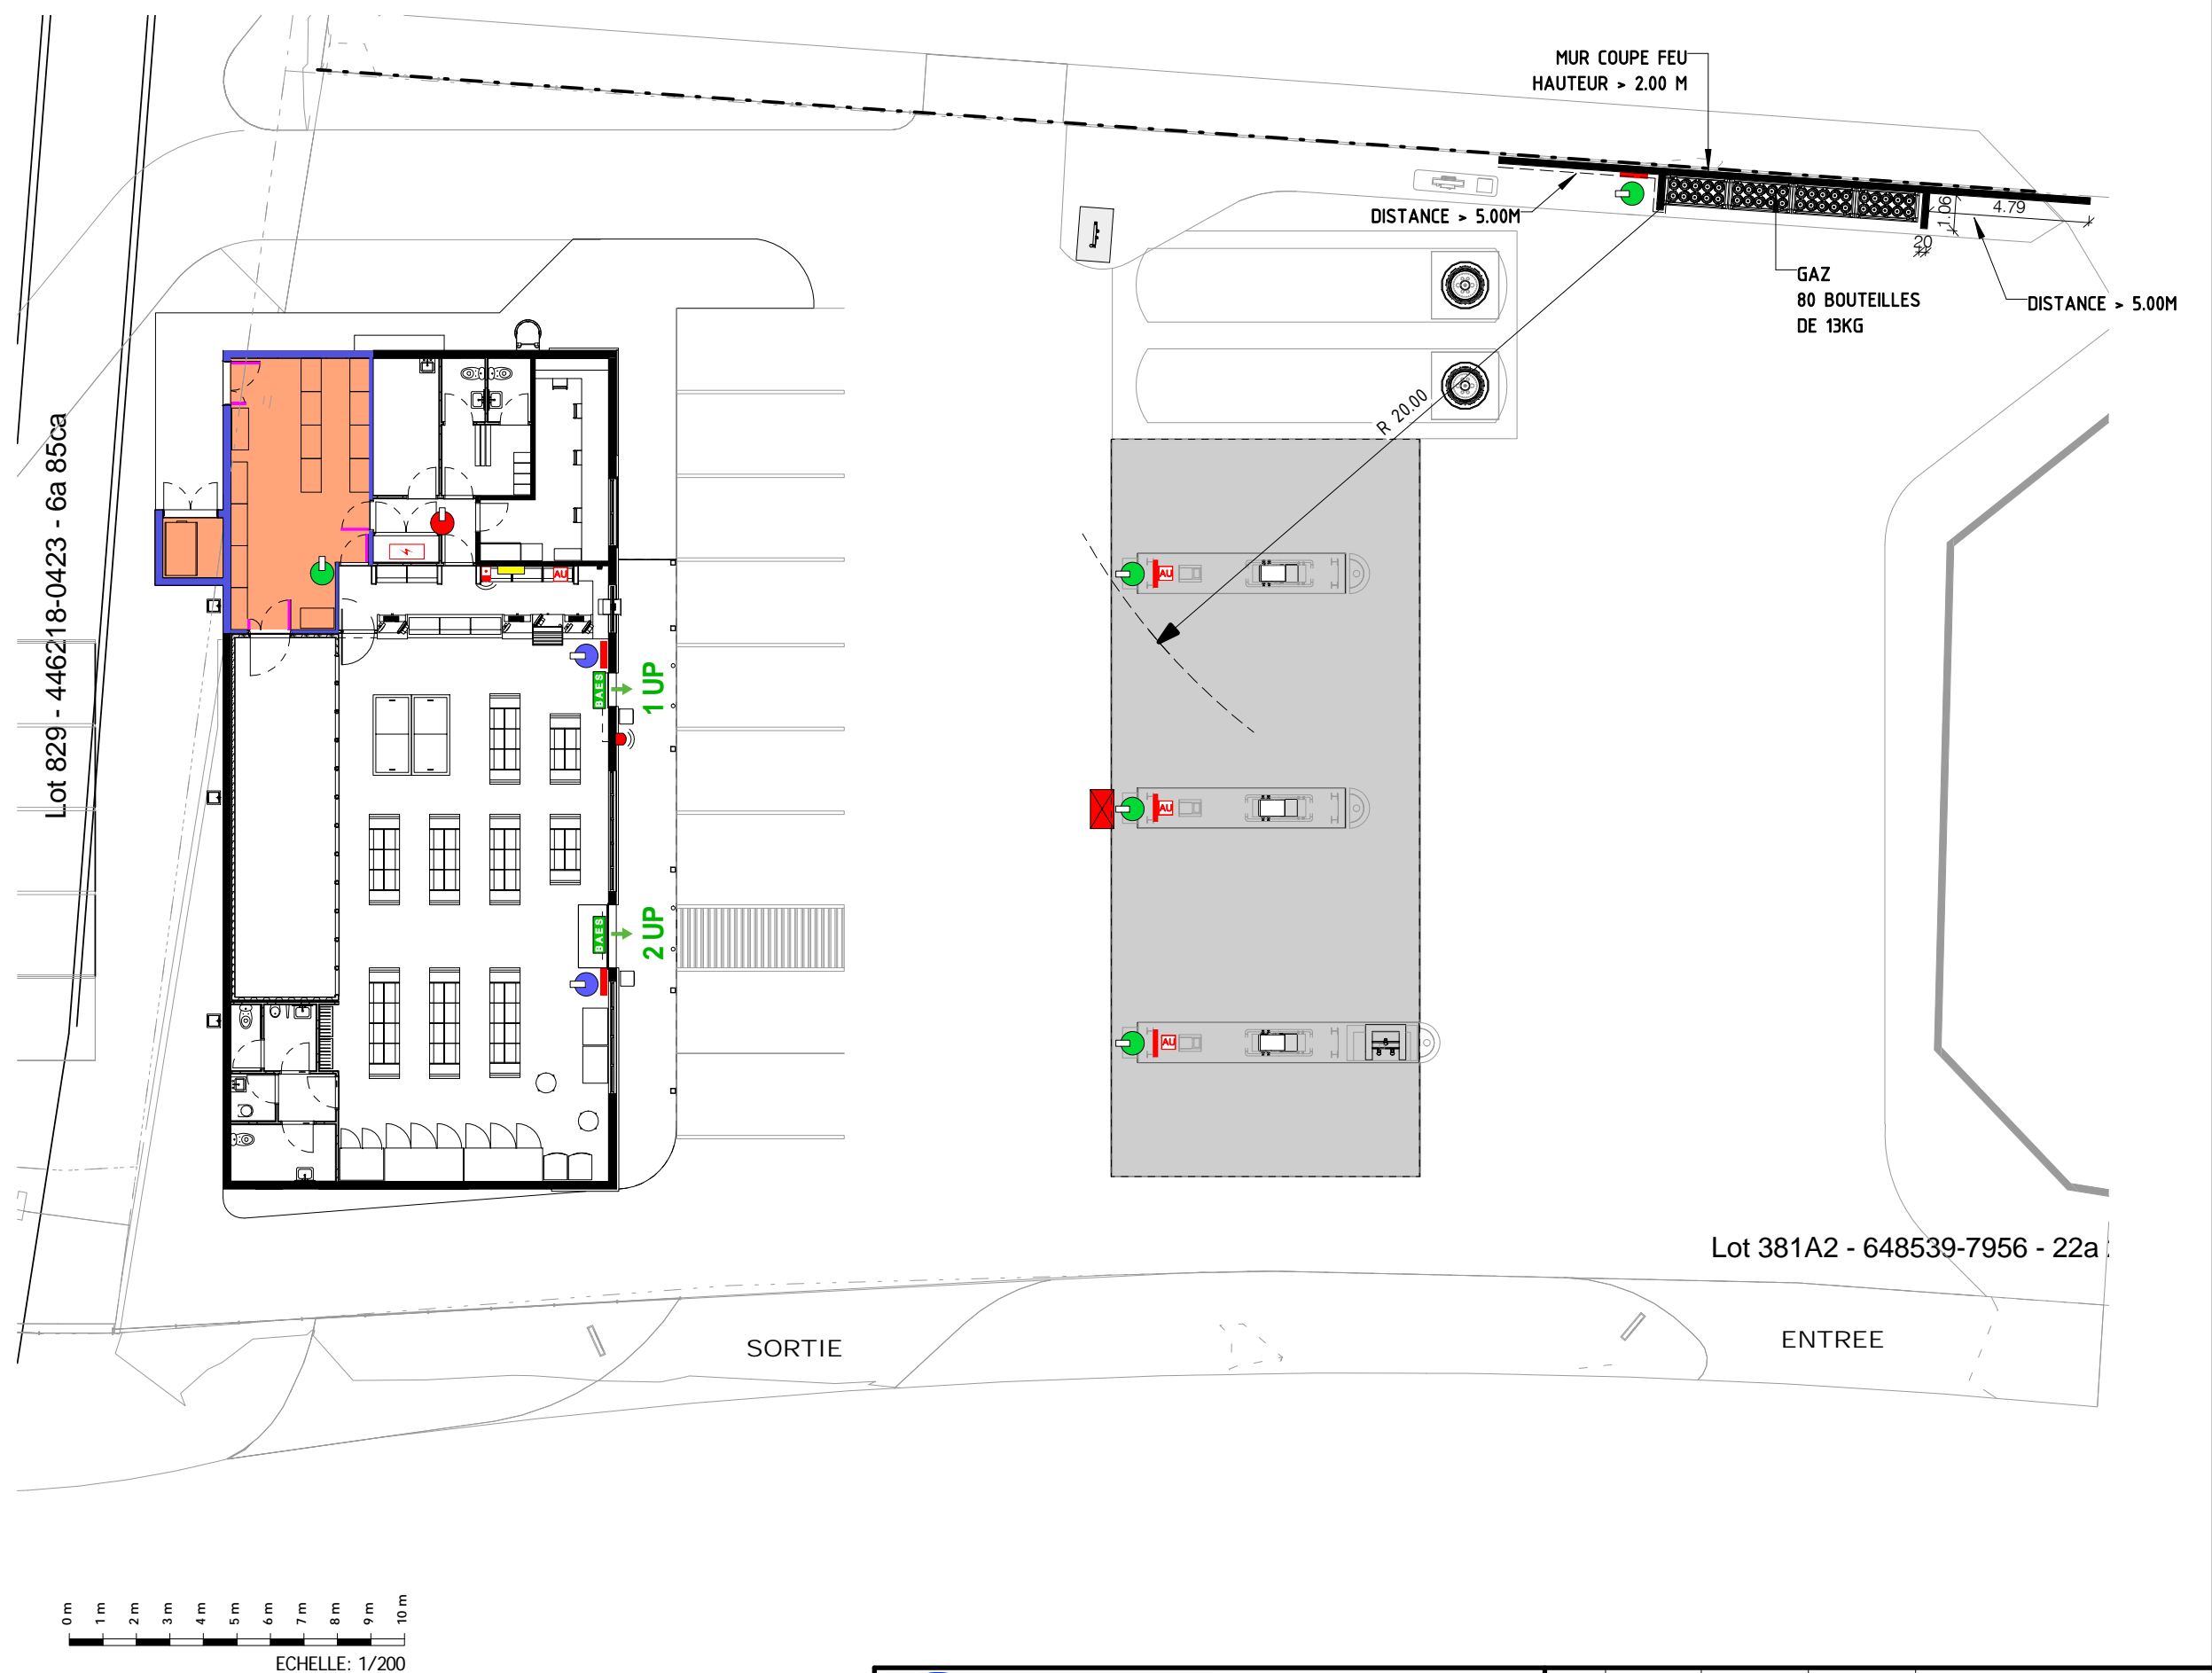 MUR COUPE FEU
HAUTEUR > 2.00 M
DISTANCE > 5.00M
1.06
4.79
20
GAZ
80 BOUTEILLES
DE 13KG
DISTANCE > 5.00M
R 20.00
Lot 829 - 446218-0423 - 6a 85ca
AU
AU
BAES
1 UP
AU
BAES
2 UP
AU
Lot 381A2 - 648539-7956 - 22a
SORTIE
ENTREE
0 m
1 m
2 m
3 m
4 m
5 m
6 m
7 m
8 m
9 m
10 m
ECHELLE: 1/200